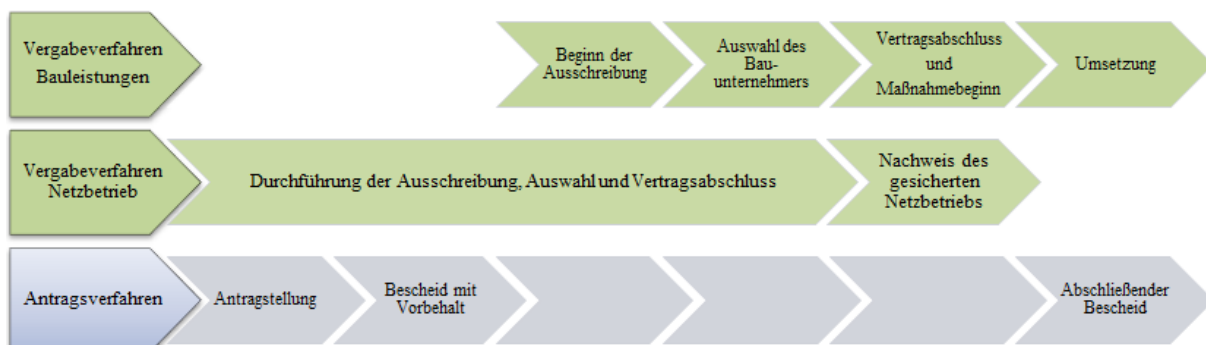 Vergabeverfahren
Bauleistungen
Beginn der
Ausschreibung
Auswahl des
Bau-
unternehmers
Vertragsabschluss
und
Maßnahmebeginn
Umsetzung
Vergabeverfahren
Netzbetrieb
Durchführung der Ausschreibung, Auswahl und Vertragsabschluss
Nachweis des
gesicherten
Netzbetriebs
Antragsverfahren
Antragstellung
Bescheid mit
Vorbehalt
Abschließender
Bescheid